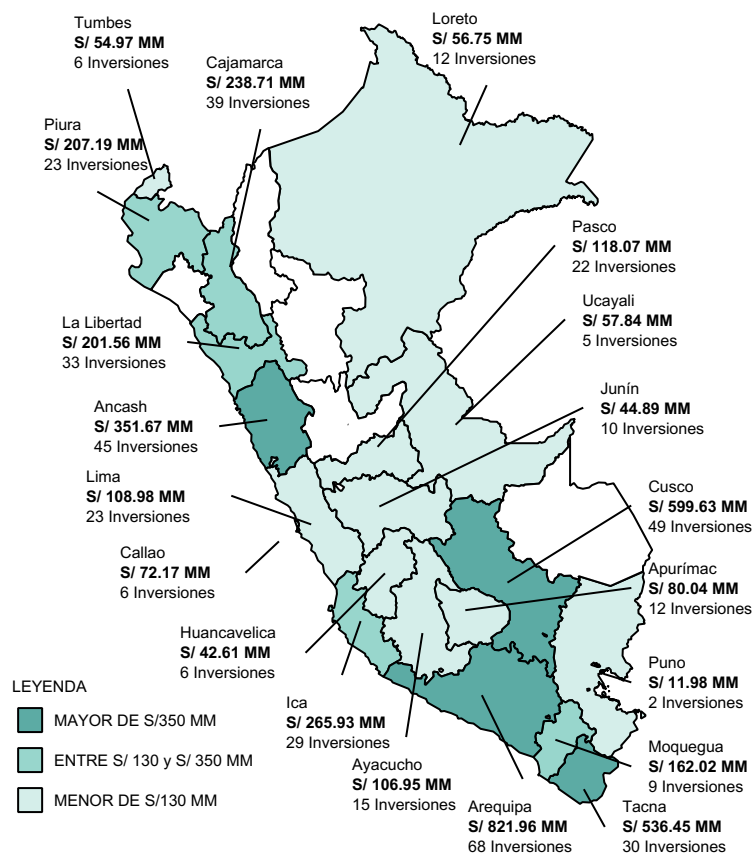 Tumbes
S/ 54.97 MM
6 Inversiones
Loreto
S/ 56.75 MM
12 Inversiones
Cajamarca
S/ 238.71 MM
39 Inversiones
Piura
S/ 207.19 MM
23 Inversiones
Pasco
S/ 118.07 MM
22 Inversiones
Ucayali
S/ 57.84 MM
5 Inversiones
La Libertad
S/ 201.56 MM
33 Inversiones
Junín
S/ 44.89 MM
10 Inversiones
Ancash
S/ 351.67 MM
45 Inversiones
Lima
S/ 108.98 MM
23 Inversiones
Cusco
S/ 599.63 MM
49 Inversiones
Callao
S/ 72.17 MM
6 Inversiones
Apurímac
S/ 80.04 MM
12 Inversiones
Huancavelica
S/ 42.61 MM
6 Inversiones
Puno
S/ 11.98 MM
2 Inversiones
Ica
S/ 265.93 MM
29 Inversiones
Moquegua
S/ 162.02 MM
9 Inversiones
Ayacucho
S/ 106.95 MM
15 Inversiones
Arequipa
S/ 821.96 MM
68 Inversiones
Tacna
S/ 536.45 MM
30 Inversiones
LEYENDA
MAYOR DE S/350 MM
ENTRE S/ 130 y S/ 350 MM
MENOR DE S/130 MM